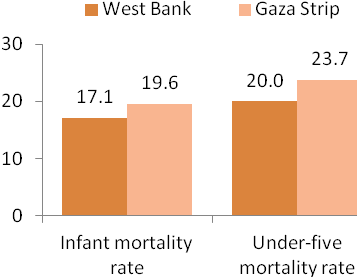 West Bank Gaza Strip
30
20
10
0
17.1 19.6 20.0 23.7
Infant mortality rate
Under-five mortality rate